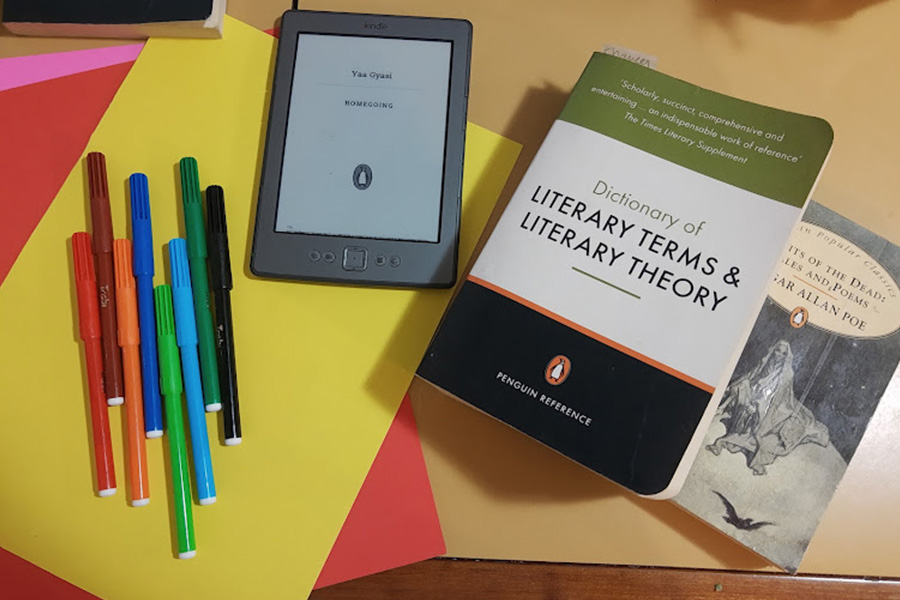 kindle
Yaa Gyasi
HOMEGOING
'Scholarly, succinct, comprehensive and
entertaining ... an indispensable work of reference'
The Times Literary Supplement
Dictionary of
LITERARY TERMS &
LITERARY THEORY
PENGUIN REFERENCE
n Popular Classics
ITS OF THE DEAD:
LES AND POEMS
GAR ALLAN POE